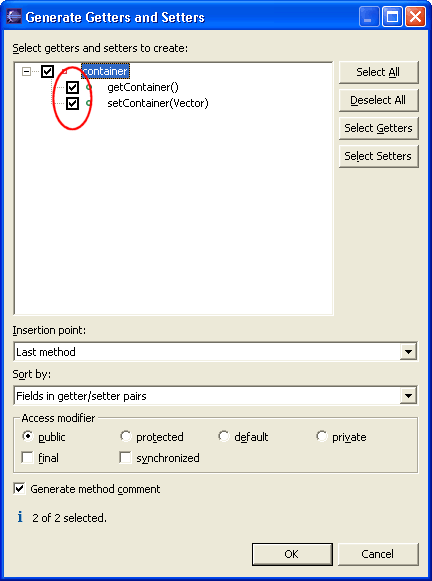 Generate Getters and Setters
Select getters and setters to create:
container
getContainer()
setContainer(Vector)
Select All
Deselect All
Select Getters
Select Setters
Insertion point:
Last method
Sort by:
Fields in getter/setter pairs
Access modifier
public protected default private
final synchronized
Generate method comment
i 2 of 2 selected.
OK Cancel